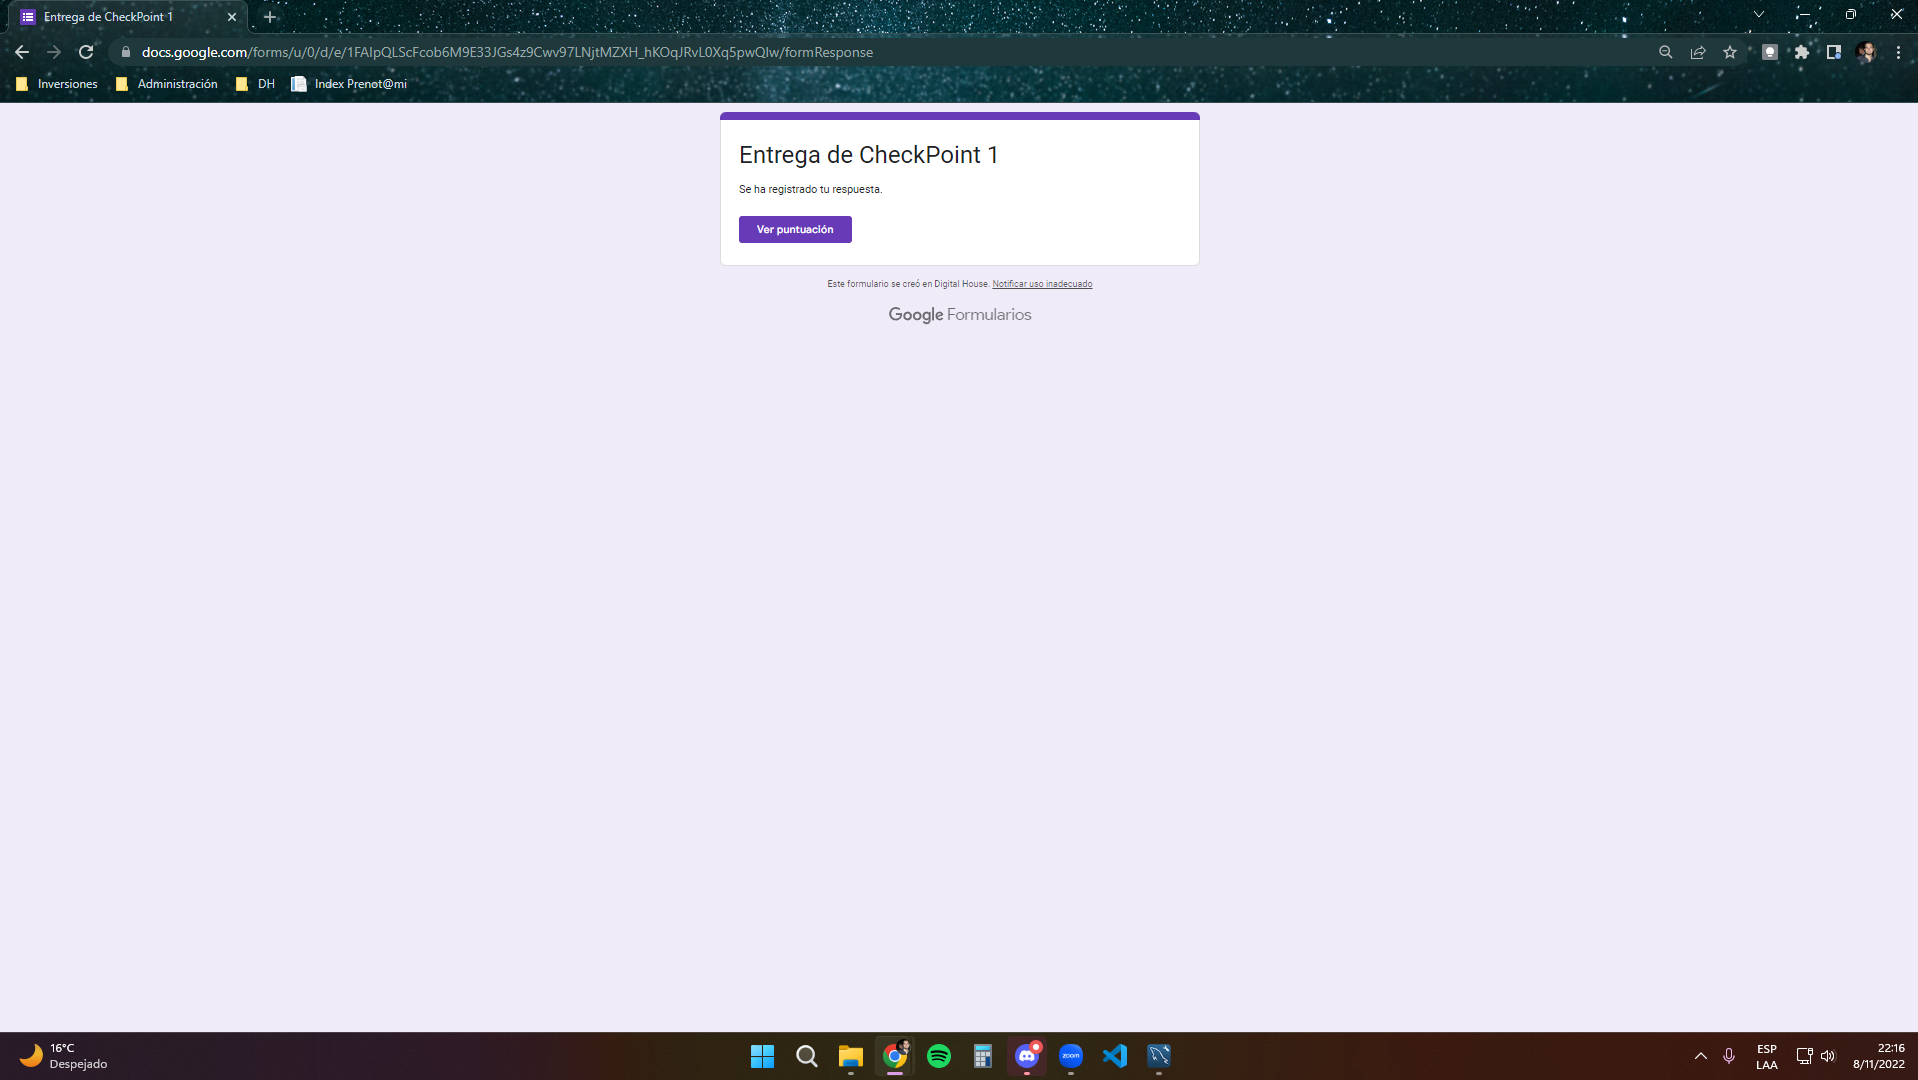 Entrega de CheckPoint 1
docs.google.com/forms/u/0/d/e/1FAIpQLScFcob6M9E33JGs4z9Cwv97LNjtMZXH_hKOqJRvL0Xq5pwQIw/formResponse
Inversiones Administración DH Index Prenot@mi
Entrega de CheckPoint 1
Se ha registrado tu respuesta.
Ver puntuación
Este formulario se creó en Digital House. Notificar uso inadecuado
Google Formularios
16°C
Despejado
zoom
ESP
LAA
22:16
8/11/2022